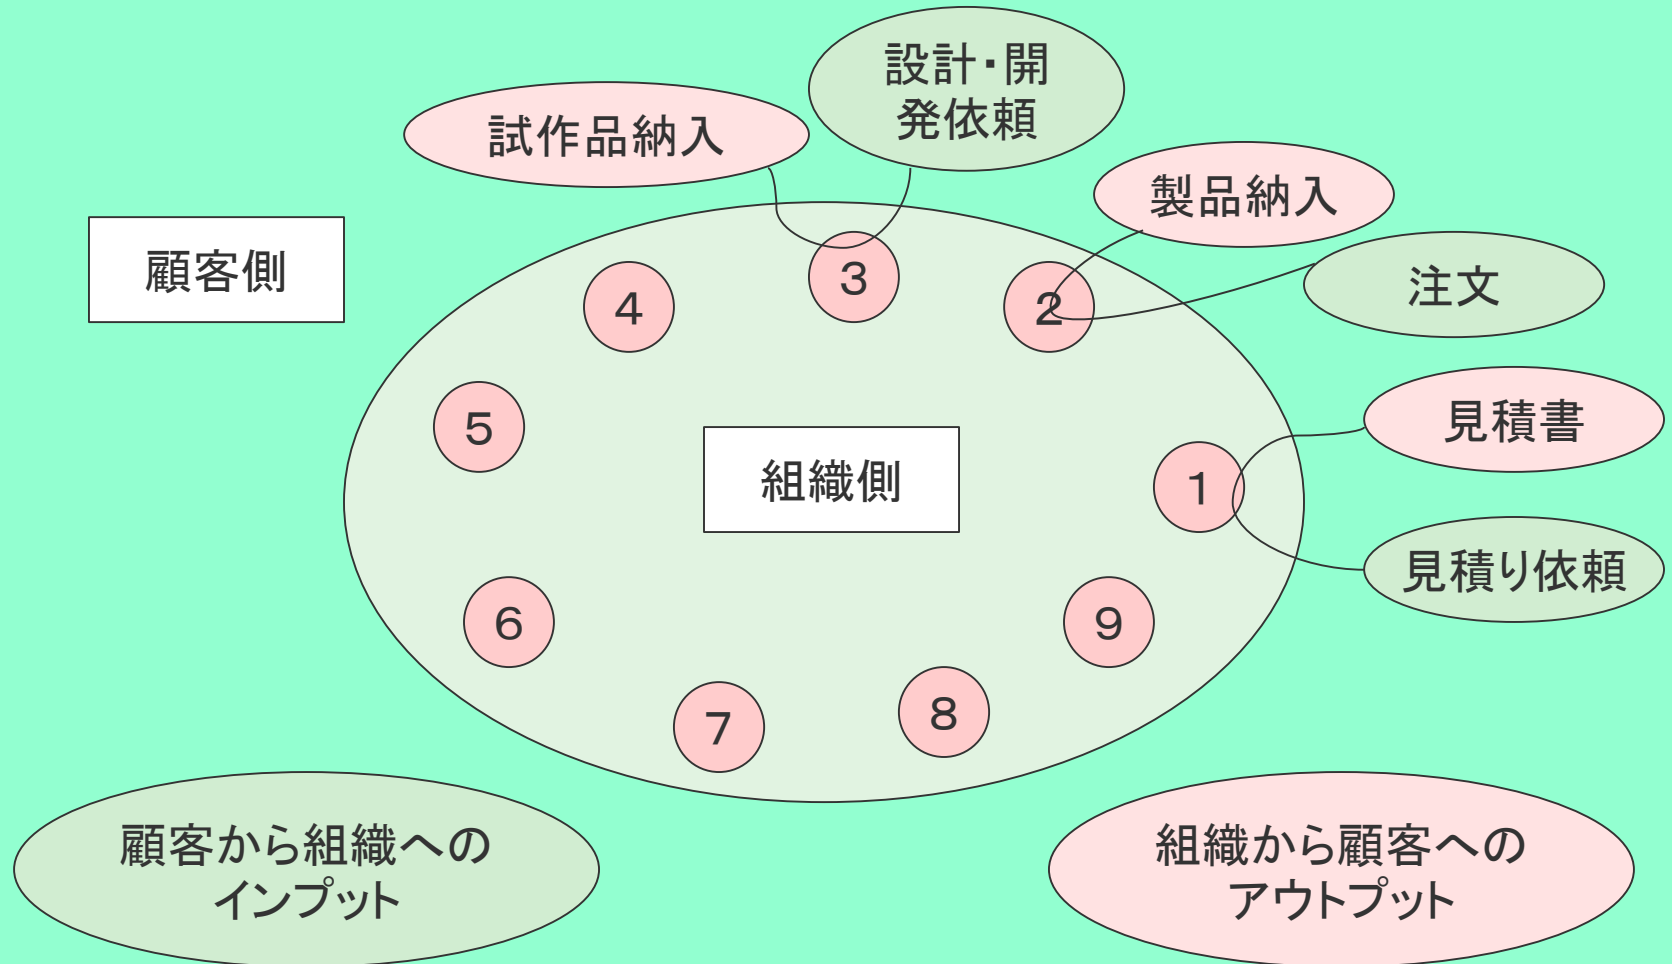 設計・開
発依頼
試作品納入
製品納入
顧客側
注文
3
4
2
5
見積書
組織側
1
見積り依頼
6
9
7
8
顧客から組織への
インプット
組織から顧客への
アウトプット